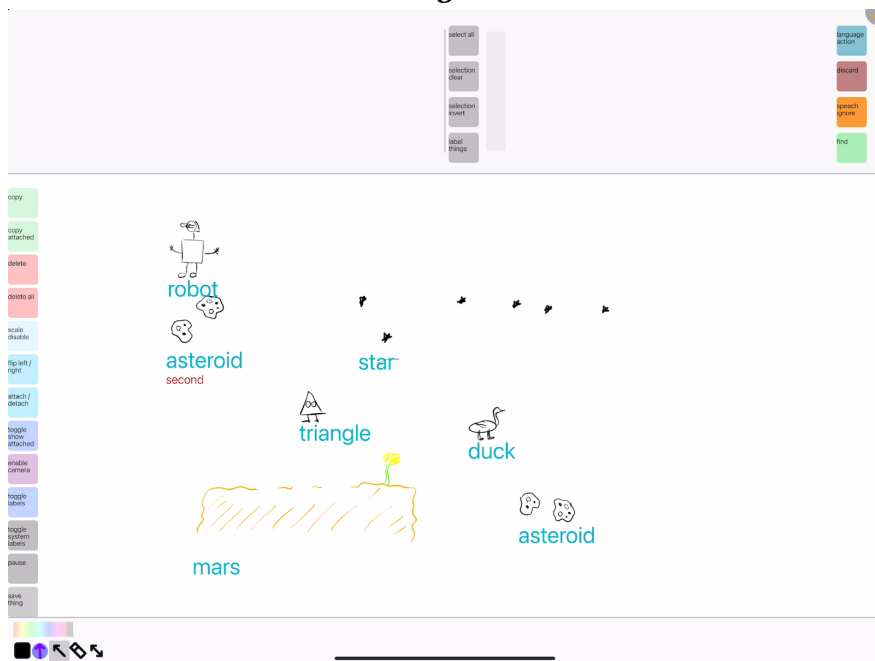 select all
selection
clear
selection
invert
label
things
language
action
discard
speech
ignore
find
copy
copy
attached
delete
delete all
scale
disable
flip left /
right
attach /
detach
toggle
show
attached
enable
camera
toggle
labels
toggle
system
labels
pause
save
thing
robot
asteroid
second
star
triangle
duck
asteroid
mars